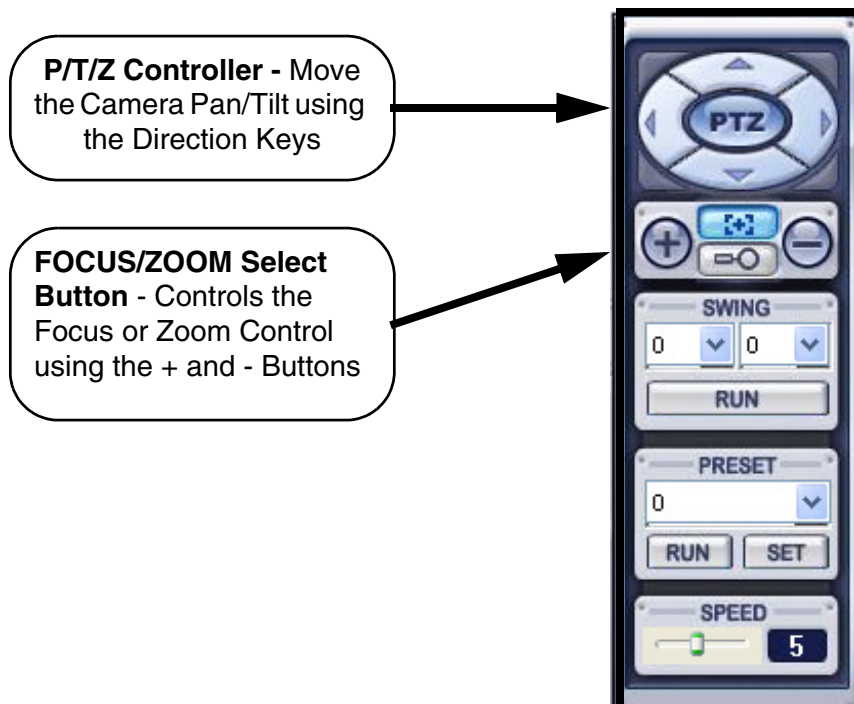 P/T/Z Controller - Move
the Camera Pan/Tilt using
the Direction Keys
FOCUS/ZOOM Select
Button - Controls the
Focus or Zoom Control
using the + and - Buttons
PTZ
SWING
0 0
RUN
PRESET
0
RUN SET
SPEED
5